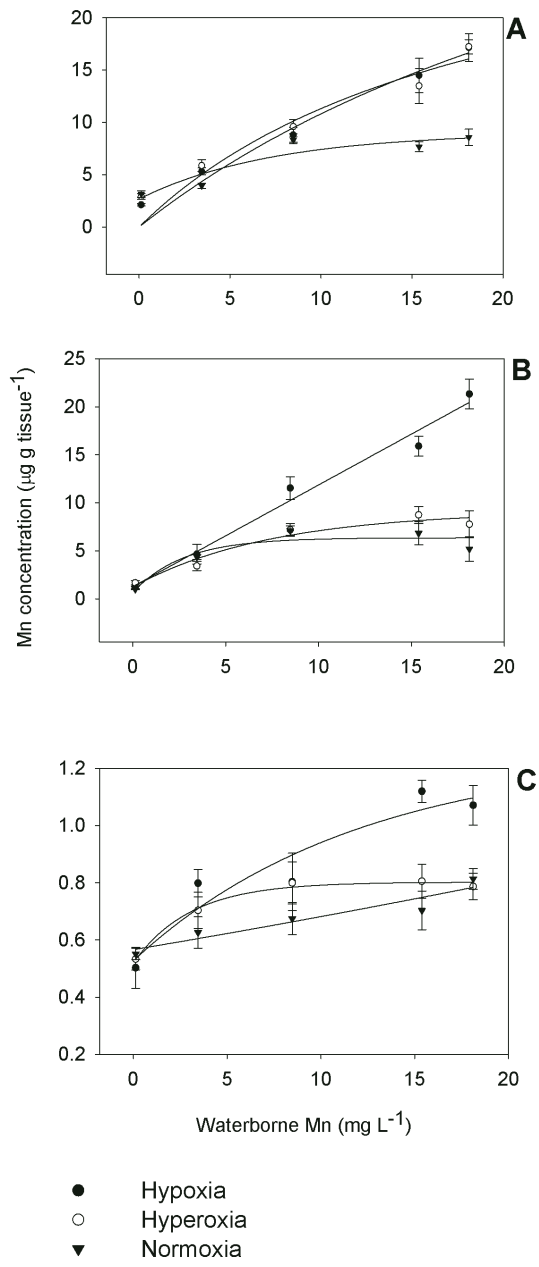 A
20
15
10
5
0
0 5 10 15 20
B
25
20
15
10
5
0
0 5 10 15 20
Mn concentration (µg g tissue⁻¹)
C
1.2
1.0
0.8
0.6
0.4
0.2
0 5 10 15 20
Waterborne Mn (mg L⁻¹)
Hypoxia
Hyperoxia
Normoxia